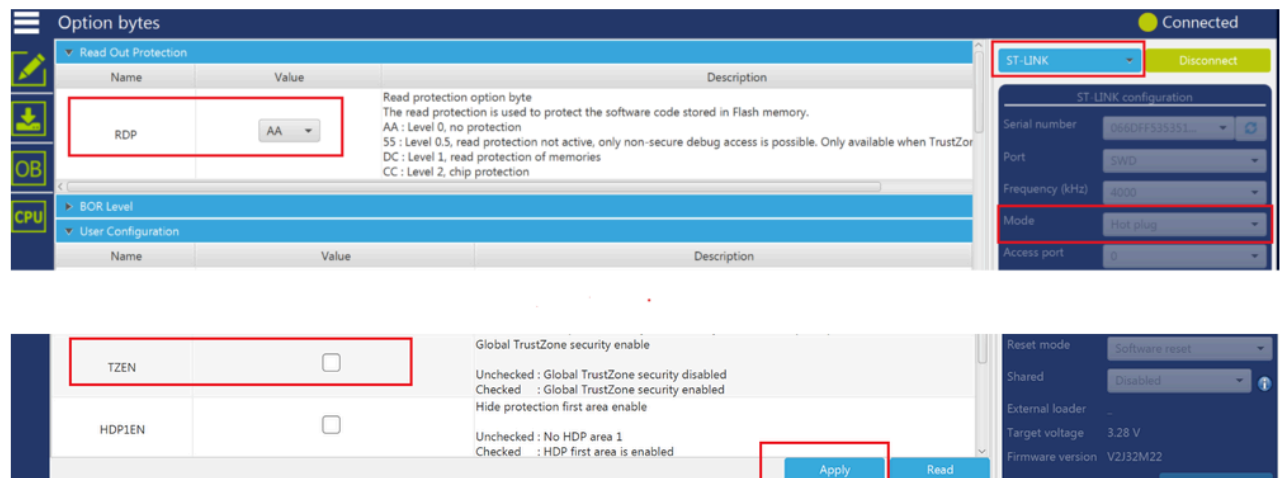 Option bytes
Connected
Read Out Protection
Name Value Description
RDP
AA
Read protection option byte
The read protection is used to protect the software code stored in Flash memory.
AA : Level 0, no protection
55 : Level 0.5, read protection not active, only non-secure debug access is possible. Only available when TrustZor
DC : Level 1, read protection of memories
CC : Level 2, chip protection
BOR Level
User Configuration
Name Value Description
OB
CPU
ST-LINK
Disconnect
ST-LINK configuration
Serial number 066DFF535351...
Port SWD
Frequency (kHz) 4000
Mode Hot plug
Access port 0
TZEN
Global TrustZone security enable
Unchecked : Global TrustZone security disabled
Checked : Global TrustZone security enabled
HDP1EN
Hide protection first area enable
Unchecked : No HDP area 1
Checked : HDP first area is enabled
Apply Read
Reset mode Software reset
Shared Disabled
External loader _
Target voltage 3.28 V
Firmware version V2J32M22